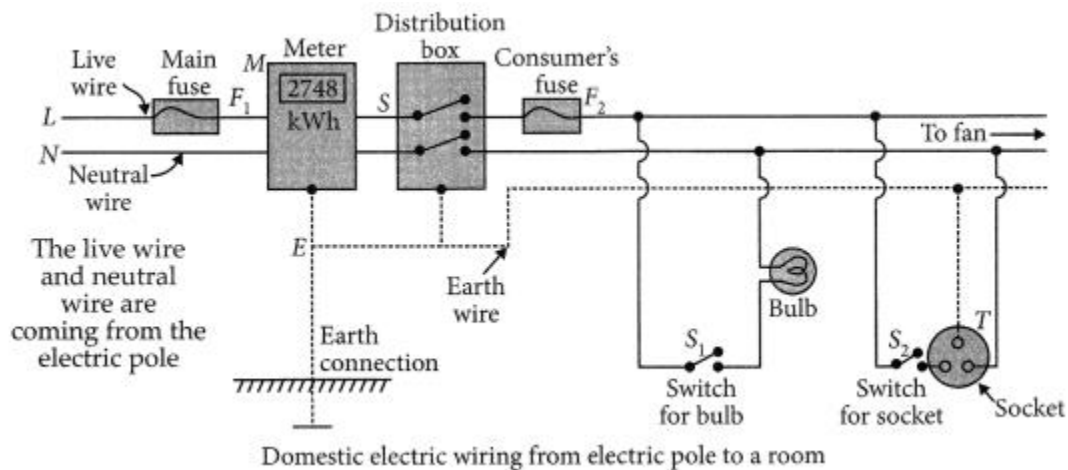 Distribution
box
Meter
Consumer's
fuse
Live
wire
Main
fuse
M
2748
kWh
S
F1
F2
L
N
To fan
Neutral
wire
The live wire
and neutral
wire are
coming from the
electric pole
E
Earth
wire
Bulb
Earth
connection
S1
Switch
for bulb
S2
T
Switch
for socket
Socket
Domestic electric wiring from electric pole to a room